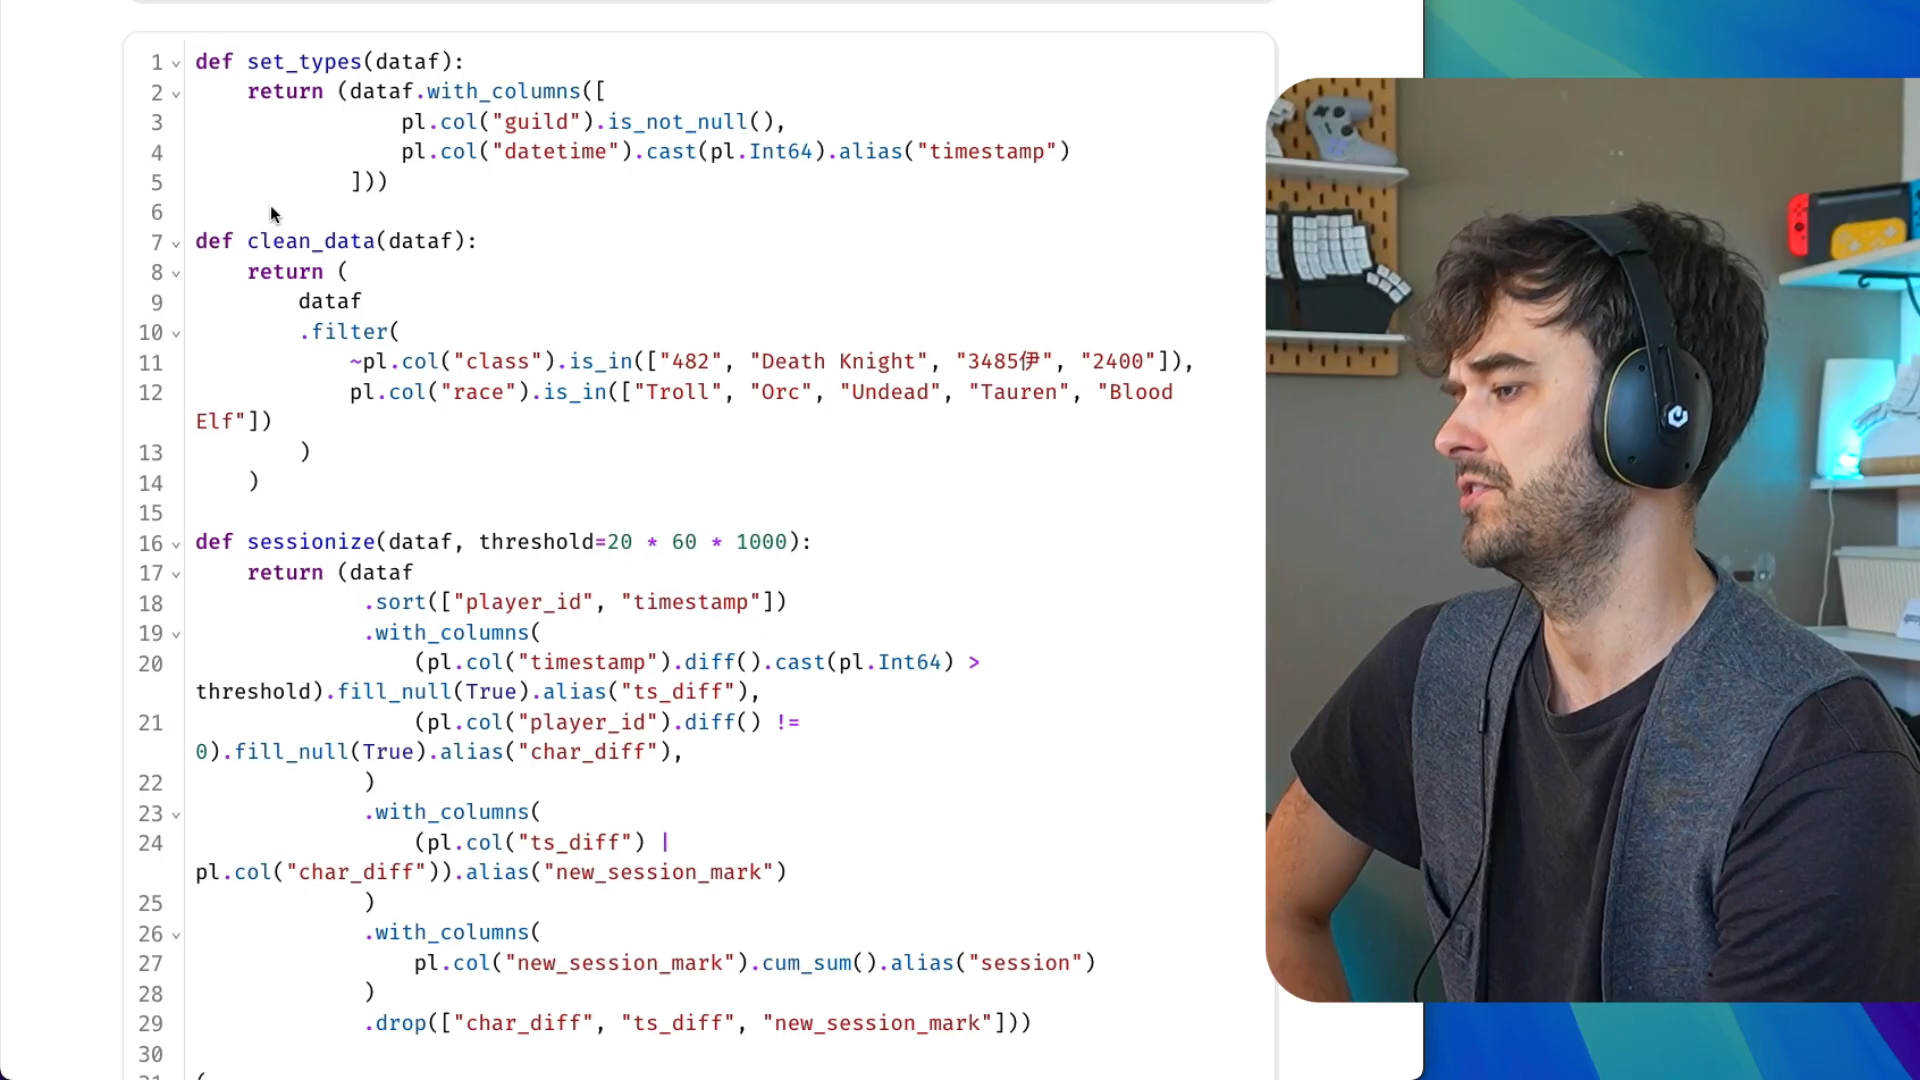 1 def set_types(dataf):
2 return (dataf.with_columns([
3 pl.col("guild").is_not_null(),
4 pl.col("datetime").cast(pl.Int64).alias("timestamp")
5 ]))
6
7 def clean_data(dataf):
8 return (
9 dataf
10 .filter(
11 ~pl.col("class").is_in(["482", "Death Knight", "3485伊", "2400"]),
12 pl.col("race").is_in(["Troll", "Orc", "Undead", "Tauren", "Blood
Elf"])
13 )
14 )
15
16 def sessionize(dataf, threshold=20 * 60 * 1000):
17 return (dataf
18 .sort(["player_id", "timestamp"])
19 .with_columns(
20 (pl.col("timestamp").diff().cast(pl.Int64) >
threshold).fill_null(True).alias("ts_diff"),
21 (pl.col("player_id").diff() !=
0).fill_null(True).alias("char_diff"),
22 )
23 .with_columns(
24 (pl.col("ts_diff") |
pl.col("char_diff")).alias("new_session_mark")
25 )
26 .with_columns(
27 pl.col("new_session_mark").cum_sum().alias("session")
28 )
29 .drop(["char_diff", "ts_diff", "new_session_mark"]))
30